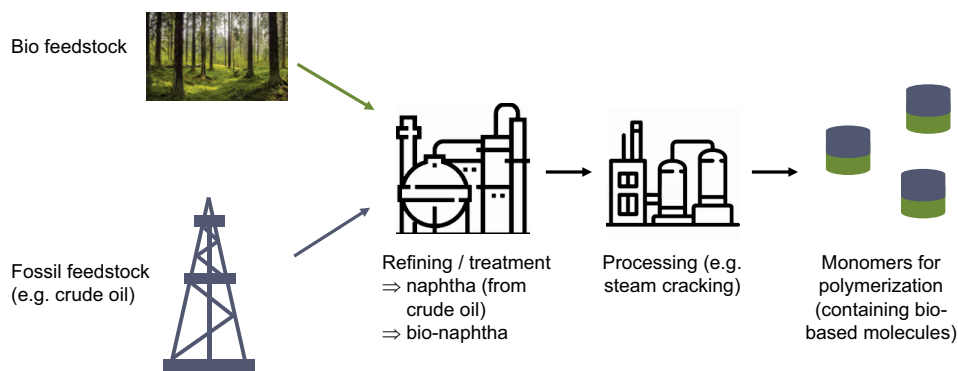 Bio feedstock
Fossil feedstock
(e.g. crude oil)
Refining / treatment
⇒ naphtha (from
crude oil)
⇒ bio-naphtha
Processing (e.g.
steam cracking)
Monomers for
polymerization
(containing bio-
based molecules)